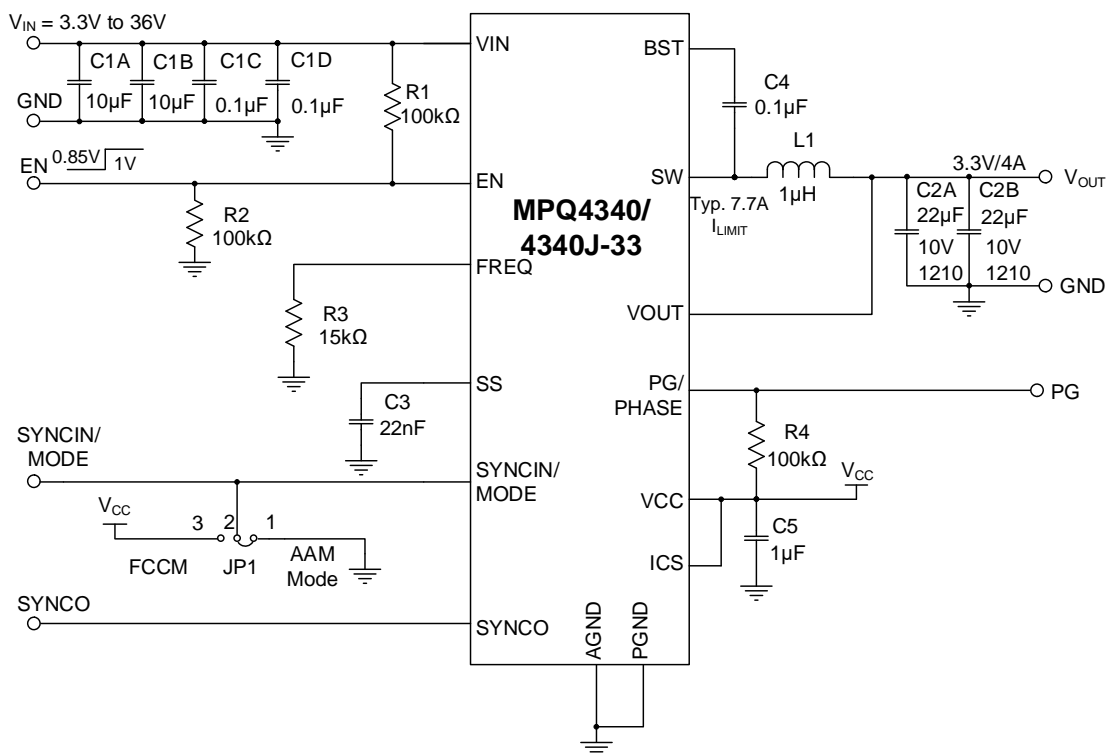 V_IN = 3.3V to 36V
C1A C1B C1C C1D
10µF 10µF 0.1µF 0.1µF
GND
R1
100kΩ
EN 0.85V 1V
R2
100kΩ
R3
15kΩ
C3
22nF
SYNCIN/
MODE
V_CC
3 2 1
FCCM JP1 AAM
Mode
SYNCO
VIN
EN
FREQ
SS
SYNCIN/
MODE
SYNCO
MPQ4340/
4340J-33
BST
SW
VOUT
PG/
PHASE
VCC
ICS
AGND PGND
C4
0.1µF
L1
1µH
Typ. 7.7A
I_LIMIT
3.3V/4A
V_OUT
C2A C2B
22µF 22µF
10V 10V
1210 1210
GND
PG
R4
100kΩ
V_CC
C5
1µF